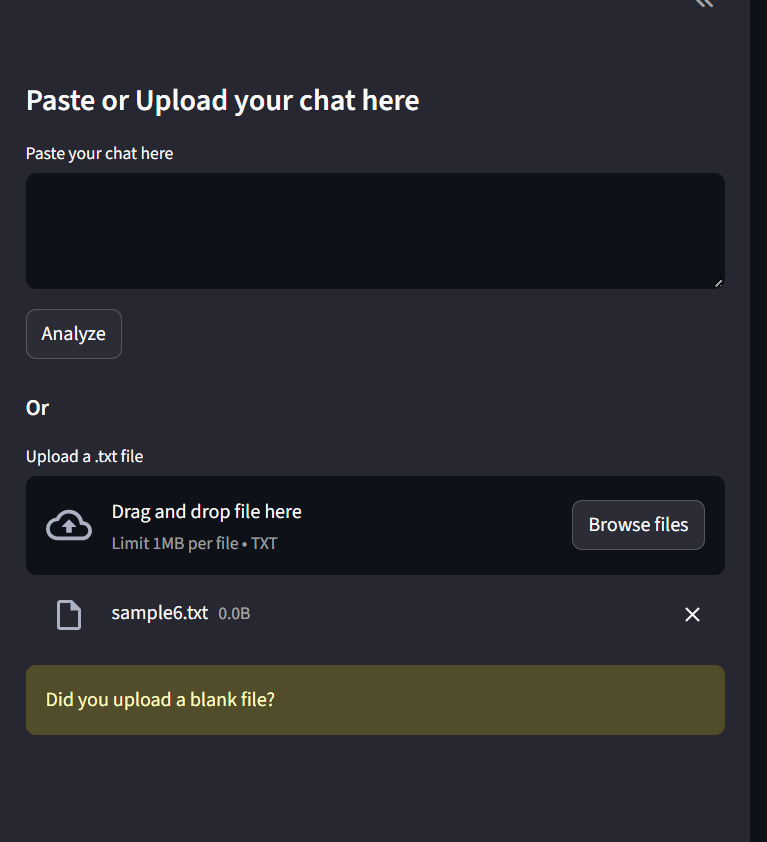 Paste or Upload your chat here
Paste your chat here
Analyze
Or
Upload a .txt file
Drag and drop file here
Limit 1MB per file • TXT
Browse files
sample6.txt 0.0B
Did you upload a blank file?